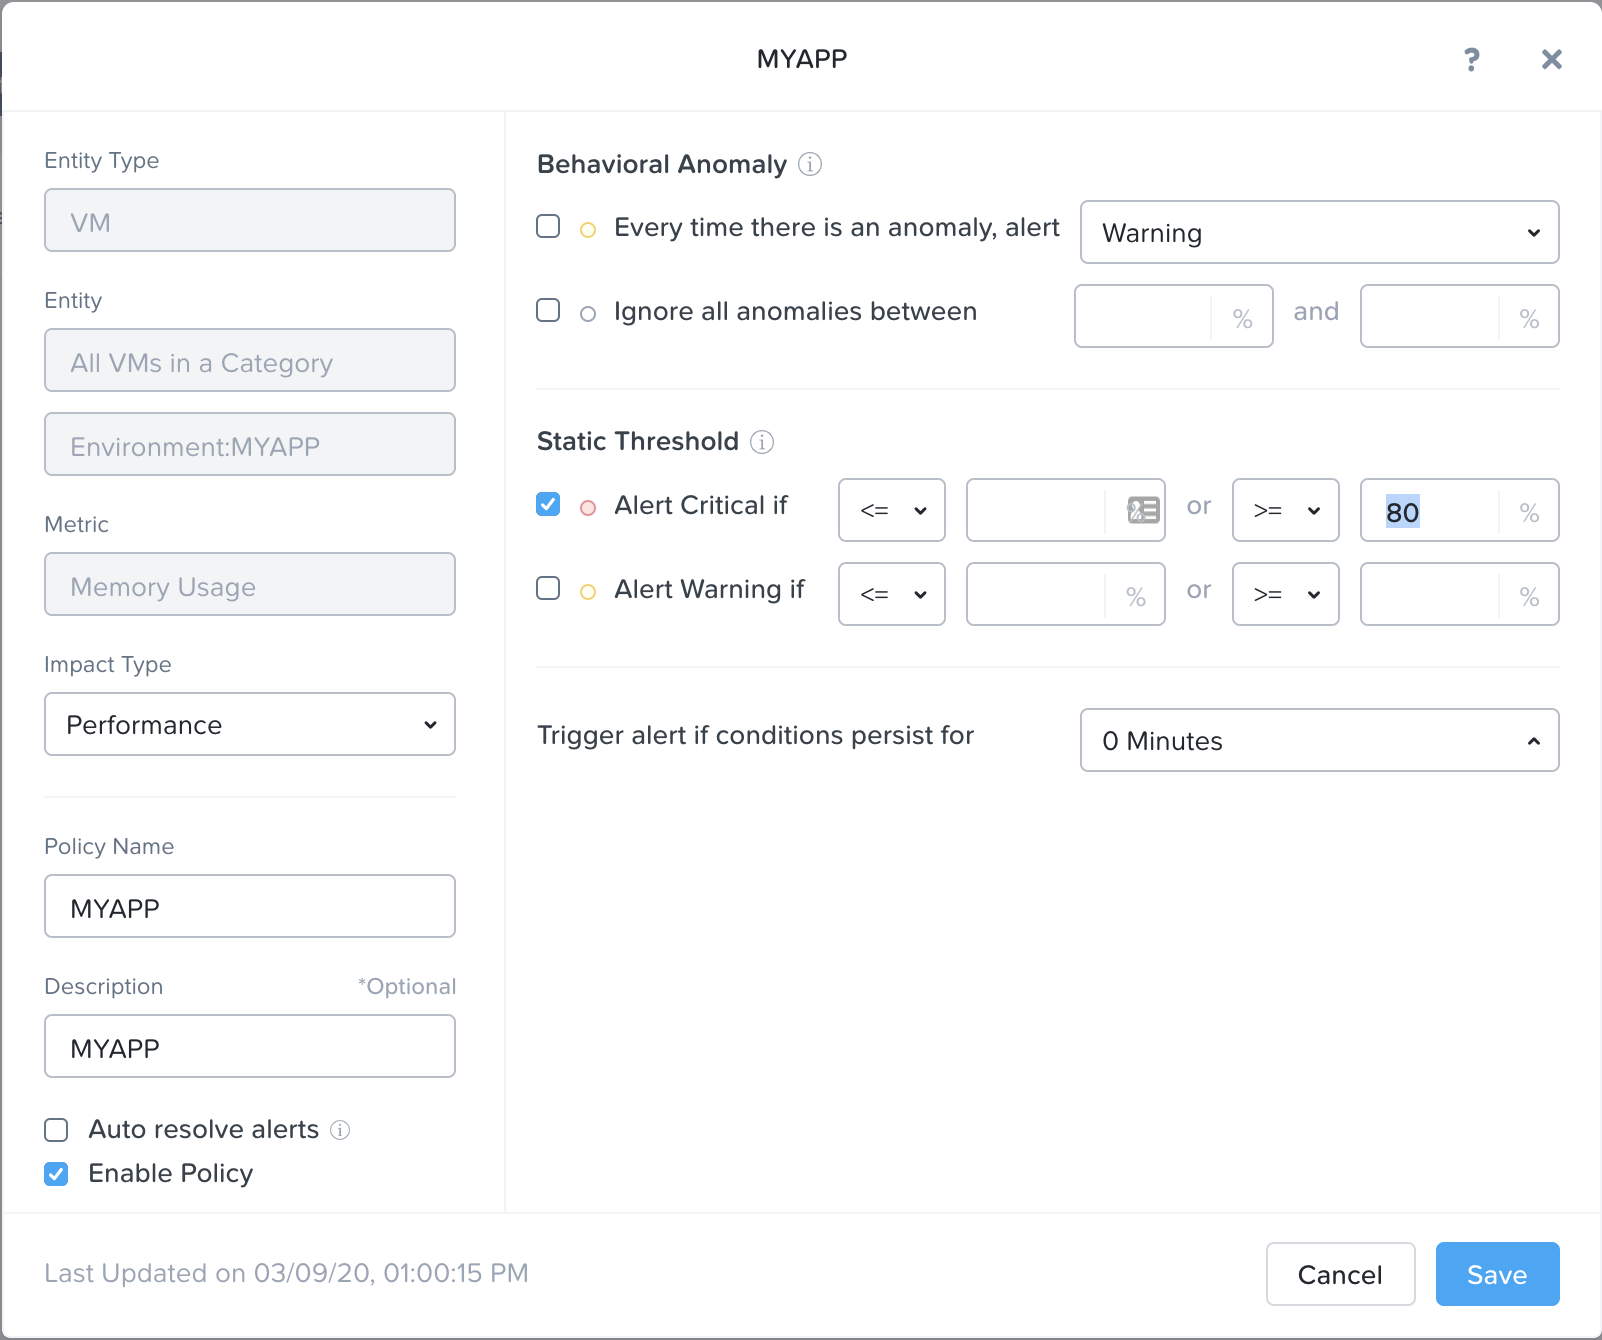 MYAPP
?
Entity Type
VM
Entity
All VMs in a Category
Environment:MYAPP
Metric
Memory Usage
Impact Type
Performance
Policy Name
MYAPP
Description *Optional
MYAPP
Auto resolve alerts
Enable Policy
Behavioral Anomaly
Every time there is an anomaly, alert Warning
Ignore all anomalies between % and %
Static Threshold
Alert Critical if <= % or >= 80 %
Alert Warning if <= % or >= %
Trigger alert if conditions persist for 0 Minutes
Last Updated on 03/09/20, 01:00:15 PM
Cancel Save